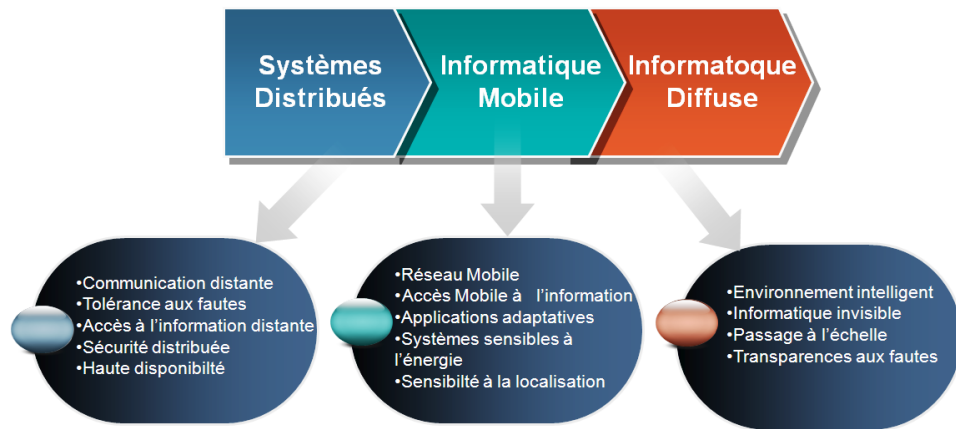 Systèmes
Distribués
Informatique
Mobile
Informatoque
Diffuse
•Communication distante
•Tolérance aux fautes
•Accès à l’information distante
•Sécurité distribuée
•Haute disponibilté
•Réseau Mobile
•Accès Mobile à l’information
•Applications adaptatives
•Systèmes sensibles à
l’énergie
•Sensibilté à la localisation
•Environnement intelligent
•Informatique invisible
•Passage à l’échelle
•Transparences aux fautes